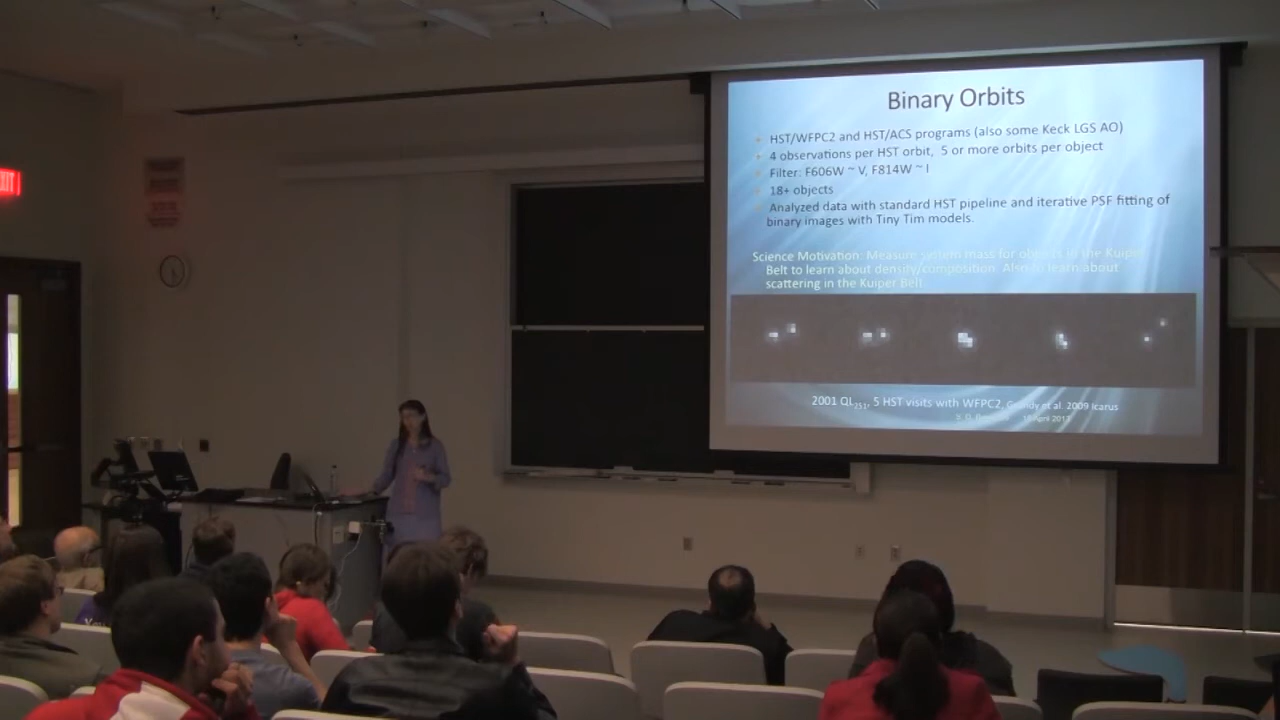 EXIT
Binary Orbits
HST/WFPC2 and HST/ACS programs (also some Keck LGS AO)
4 observations per HST orbit, 5 or more orbits per object
Filter: F606W ~ V, F814W ~ I
18+ objects
Analyzed data with standard HST pipeline and iterative PSF fitting of
binary images with Tiny Tim models.
Science Motivation: Measure system mass for objects in the Kuiper
Belt to learn about density/composition. Also to learn about
scattering in the Kuiper Belt
2001 QL251, 5 HST visits with WFPC2, Grundy et al. 2009 Icarus
April